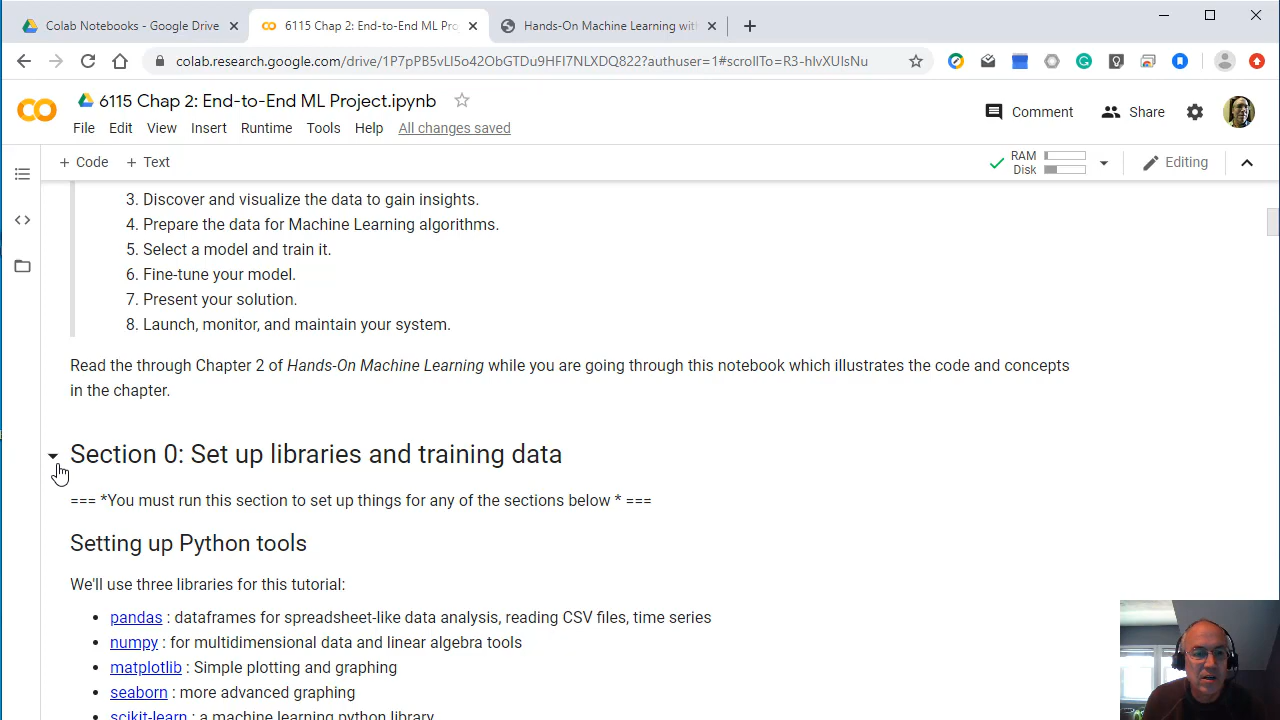 Colab Notebooks - Google Drive
6115 Chap 2: End-to-End ML Pro
Hands-On Machine Learning with
colab.research.google.com/drive/1P7pPB5vLI5o42ObGTDu9HFI7NLXDQ822?authuser=1#scrollTo=R3-hIvXUIsNu
6115 Chap 2: End-to-End ML Project.ipynb
Comment
Share
File Edit View Insert Runtime Tools Help All changes saved
+ Code + Text
RAM
Disk
Editing
3. Discover and visualize the data to gain insights.
4. Prepare the data for Machine Learning algorithms.
5. Select a model and train it.
6. Fine-tune your model.
7. Present your solution.
8. Launch, monitor, and maintain your system.
Read the through Chapter 2 of Hands-On Machine Learning while you are going through this notebook which illustrates the code and concepts
in the chapter.
Section 0: Set up libraries and training data
=== *You must run this section to set up things for any of the sections below * ===
Setting up Python tools
We'll use three libraries for this tutorial:
• pandas : dataframes for spreadsheet-like data analysis, reading CSV files, time series
• numpy : for multidimensional data and linear algebra tools
• matplotlib : Simple plotting and graphing
• seaborn : more advanced graphing
• scikit-learn : a machine learning python library